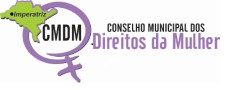 Imperatriz
CMDM
CONSELHO MUNICIPAL DOS
Direitos da Mulher